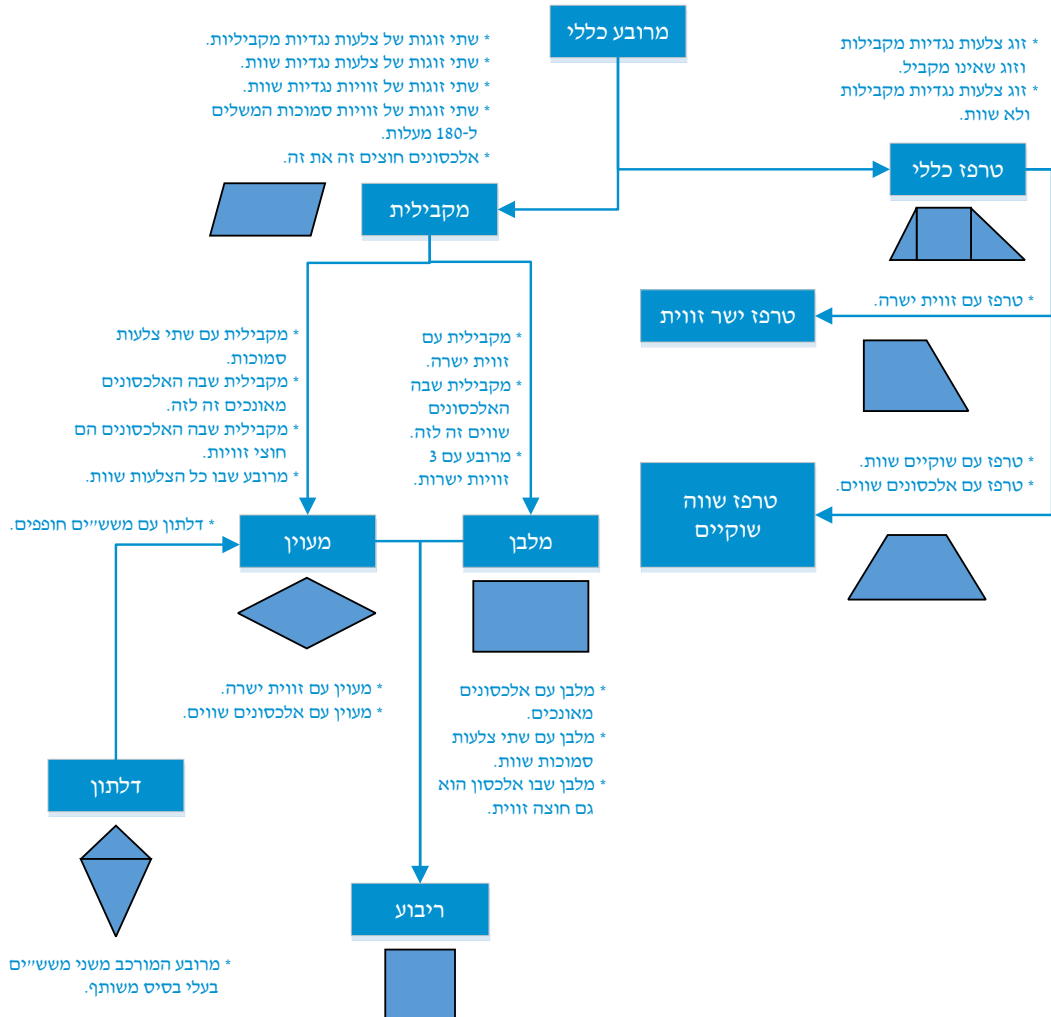 מרובע כללי
* זוג צלעות נגדיות מקבילות
וזוג שאינו מקביל.
* זוג צלעות נגדיות מקבילות
ולא שוות.
* שתי זוגות של צלעות נגדיות מקביליות.
* שתי זוגות של צלעות נגדיות שוות.
* שתי זוגות של זוויות נגדיות שוות.
* שתי זוגות של זוויות סמוכות המשלים
ל-180 מעלות.
* אלכסונים חוצים זה את זה.
טרפז כללי
מקבילית
* טרפז עם זווית ישרה.
טרפז ישר זווית
* מקבילית עם
זווית ישרה.
* מקבילית שבה
האלכסונים
שווים זה לזה.
* מרובע עם 3
זוויות ישרות.
* מקבילית עם שתי צלעות
סמוכות.
* מקבילית שבה האלכסונים
מאונכים זה לזה.
* מקבילית שבה האלכסונים הם
חוצי זוויות.
* מרובע שבו כל הצלעות שוות.
* טרפז עם שוקיים שוות.
* טרפז עם אלכסונים שווים.
טרפז שווה
שוקיים
מלבן
מעוין
* דלתון עם משש״ים חופפים.
* מלבן עם אלכסונים
מאונכים.
* מלבן עם שתי צלעות
סמוכות שוות.
* מלבן שבו אלכסון הוא
גם חוצה זווית.
* מעוין עם זווית ישרה.
* מעוין עם אלכסונים שווים.
דלתון
ריבוע
* מרובע המורכב משני משש״ים
בעלי בסיס משותף.